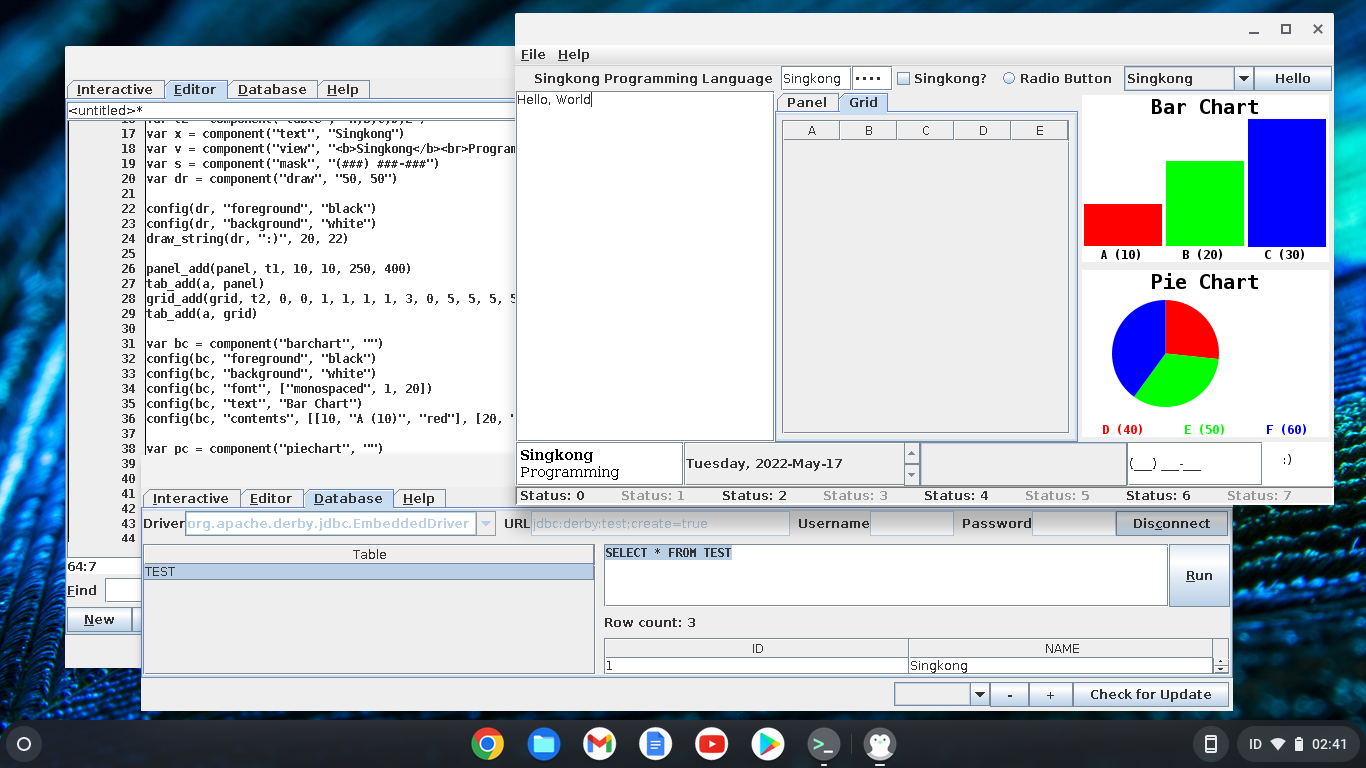 File Help
Singkong Programming Language Singkong •••• Singkong? Radio Button Singkong Hello
Hello, World
Panel Grid
A B C D E
Bar Chart
A (10) B (20) C (30)
Pie Chart
D (40) E (50) F (60)
Singkong
Programming
Tuesday, 2022-May-17
(__) __-__
:)
Status: 0 Status: 1 Status: 2 Status: 3 Status: 4 Status: 5 Status: 6 Status: 7
Interactive Editor Database Help
<untitled>*
17 var x = component("text", "Singkong")
18 var v = component("view", "<b>Singkong</b><br>Program
19 var s = component("mask", "(###) ###-###")
20 var dr = component("draw", "50, 50")
21
22 config(dr, "foreground", "black")
23 config(dr, "background", "white")
24 draw_string(dr, ":)", 20, 22)
25
26 panel_add(panel, t1, 10, 10, 250, 400)
27 tab_add(a, panel)
28 grid_add(grid, t2, 0, 0, 1, 1, 1, 1, 3, 0, 5, 5, 5, 5
29 tab_add(a, grid)
30
31 var bc = component("barchart", "")
32 config(bc, "foreground", "black")
33 config(bc, "background", "white")
34 config(bc, "font", ["monospaced", 1, 20])
35 config(bc, "text", "Bar Chart")
36 config(bc, "contents", [[10, "A (10)", "red"], [20, "
37
38 var pc = component("piechart", "")
39
40
41
42
43
44
64:7
Find
New
Interactive Editor Database Help
Driver org.apache.derby.jdbc.EmbeddedDriver URL jdbc:derby:test;create=true Username Password Disconnect
Table
TEST
SELECT * FROM TEST
Run
Row count: 3
ID NAME
1 Singkong
- + Check for Update
ID 02:41